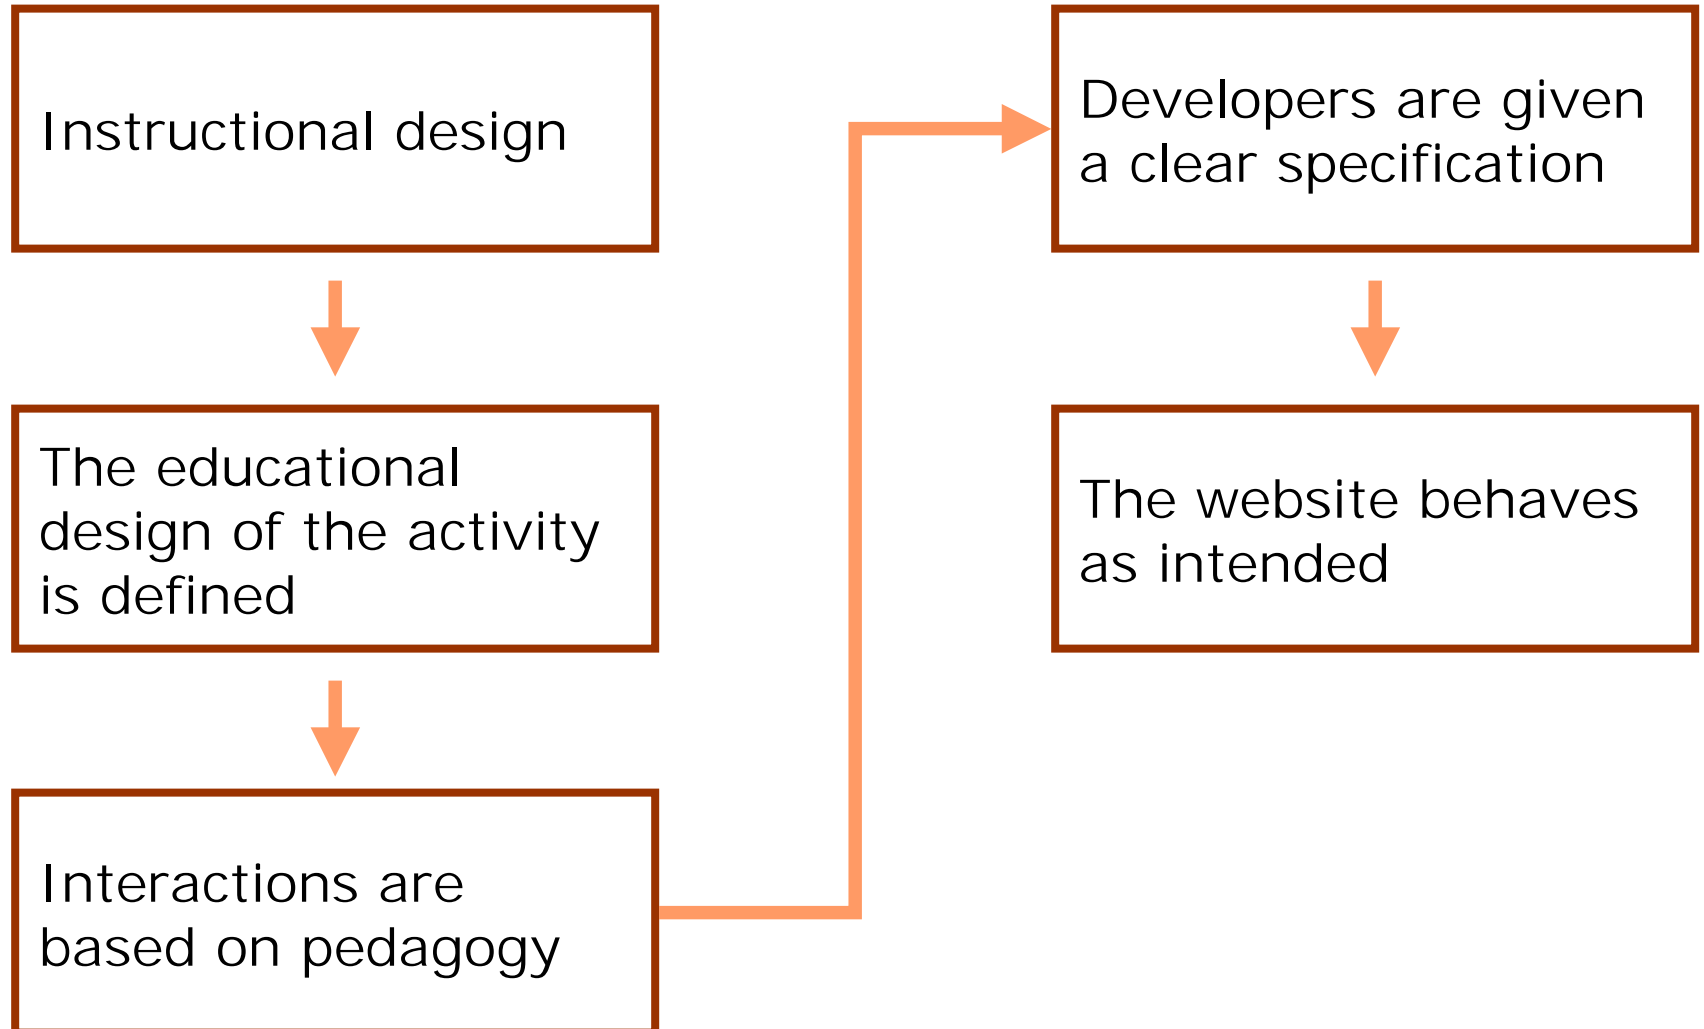 Instructional design
The educational
design of the activity
is defined
Interactions are
based on pedagogy
Developers are given
a clear specification
The website behaves
as intended